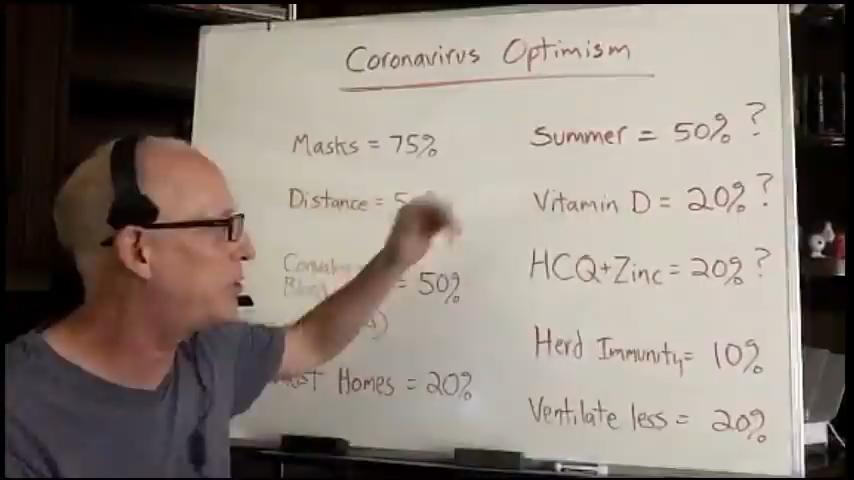 Coronavirus Optimism
Masks = 75%
Distance =
= 50%
Homes = 20%
Summer = 50%?
Vitamin D = 20%?
HCQ+Zinc = 20%?
Herd Immunity= 10%
Ventilate less = 20%